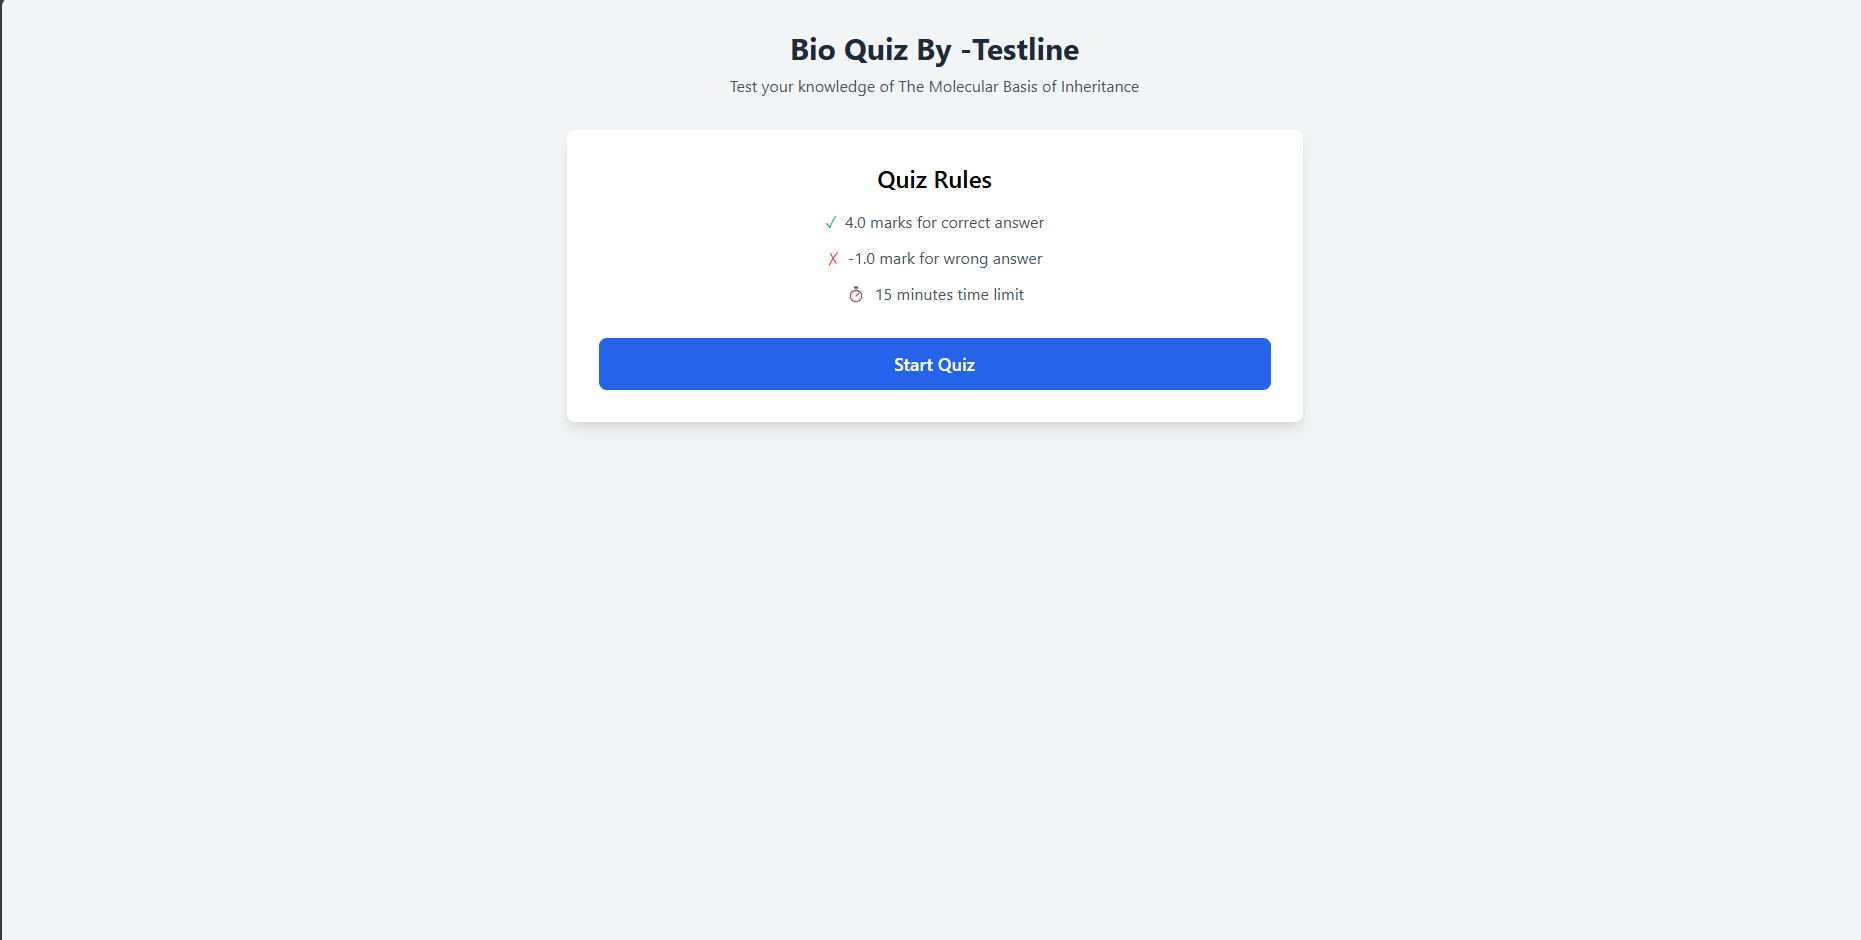 Bio Quiz By -Testline
Test your knowledge of The Molecular Basis of Inheritance
Quiz Rules
✓ 4.0 marks for correct answer
✗ -1.0 mark for wrong answer
⏱ 15 minutes time limit
Start Quiz